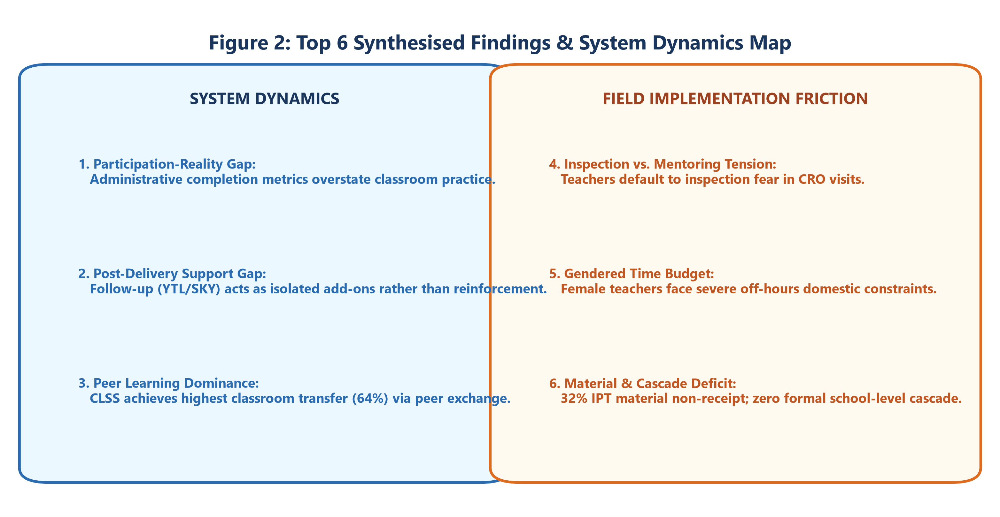 Figure 2: Top 6 Synthesised Findings & System Dynamics Map
SYSTEM DYNAMICS
1. Participation-Reality Gap:
Administrative completion metrics overstate classroom practice.
2. Post-Delivery Support Gap:
Follow-up (YTL/SKY) acts as isolated add-ons rather than reinforcement.
3. Peer Learning Dominance:
CLSS achieves highest classroom transfer (64%) via peer exchange.
FIELD IMPLEMENTATION FRICTION
4. Inspection vs. Mentoring Tension:
Teachers default to inspection fear in CRO visits.
5. Gendered Time Budget:
Female teachers face severe off-hours domestic constraints.
6. Material & Cascade Deficit:
32% IPT material non-receipt; zero formal school-level cascade.